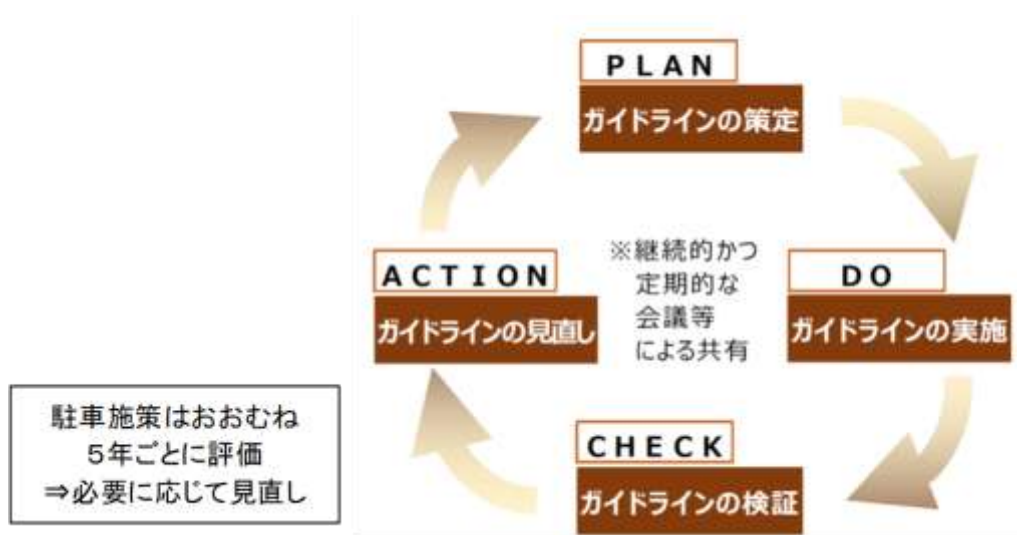 PLAN
ガイドラインの策定
ACTION
ガイドラインの見直し
※継続的かつ
定期的な
会議等
による共有
DO
ガイドラインの実施
CHECK
ガイドラインの検証
駐車施策はおおむね
5年ごとに評価
⇒必要に応じて見直し